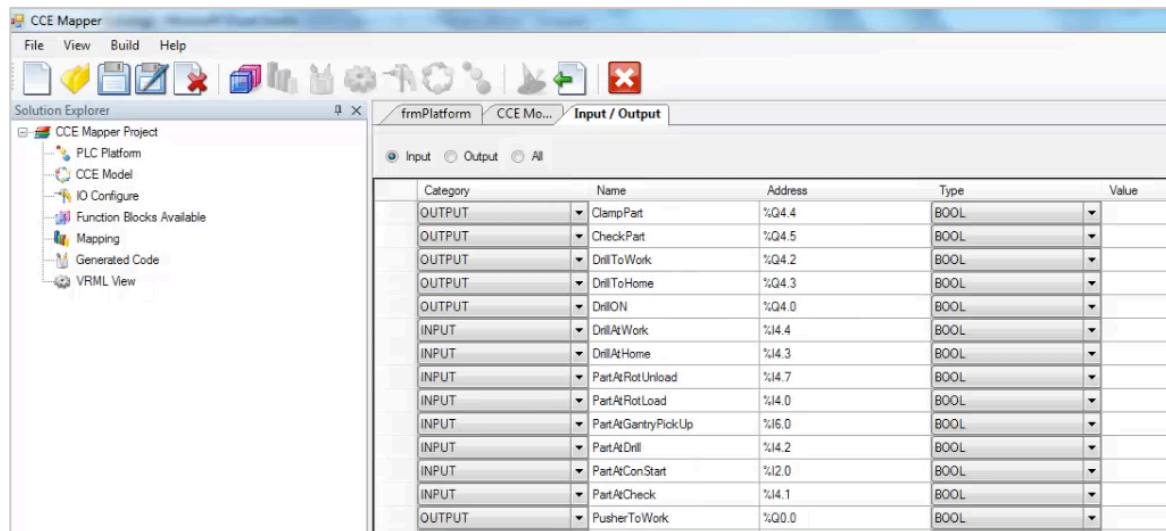 CCE Mapper
File View Build Help
Solution Explorer
CCE Mapper Project
PLC Platform
CCE Model
IO Configure
Function Blocks Available
Mapping
Generated Code
VRML View
frmPlatform CCE Mo... Input / Output
Input Output All
Category Name Address Type Value
OUTPUT ClampPart %Q4.4 BOOL
OUTPUT CheckPart %Q4.5 BOOL
OUTPUT DrillToWork %Q4.2 BOOL
OUTPUT DrillToHome %Q4.3 BOOL
OUTPUT DrillON %Q4.0 BOOL
INPUT DrillAtWork %I4.4 BOOL
INPUT DrillAtHome %I4.3 BOOL
INPUT PartAtRotUnload %I4.7 BOOL
INPUT PartAtRotLoad %I4.0 BOOL
INPUT PartAtGantryPickUp %I6.0 BOOL
INPUT PartAtDrill %I4.2 BOOL
INPUT PartAtConStart %I2.0 BOOL
INPUT PartAtCheck %I4.1 BOOL
OUTPUT PusherToWork %Q0.0 BOOL